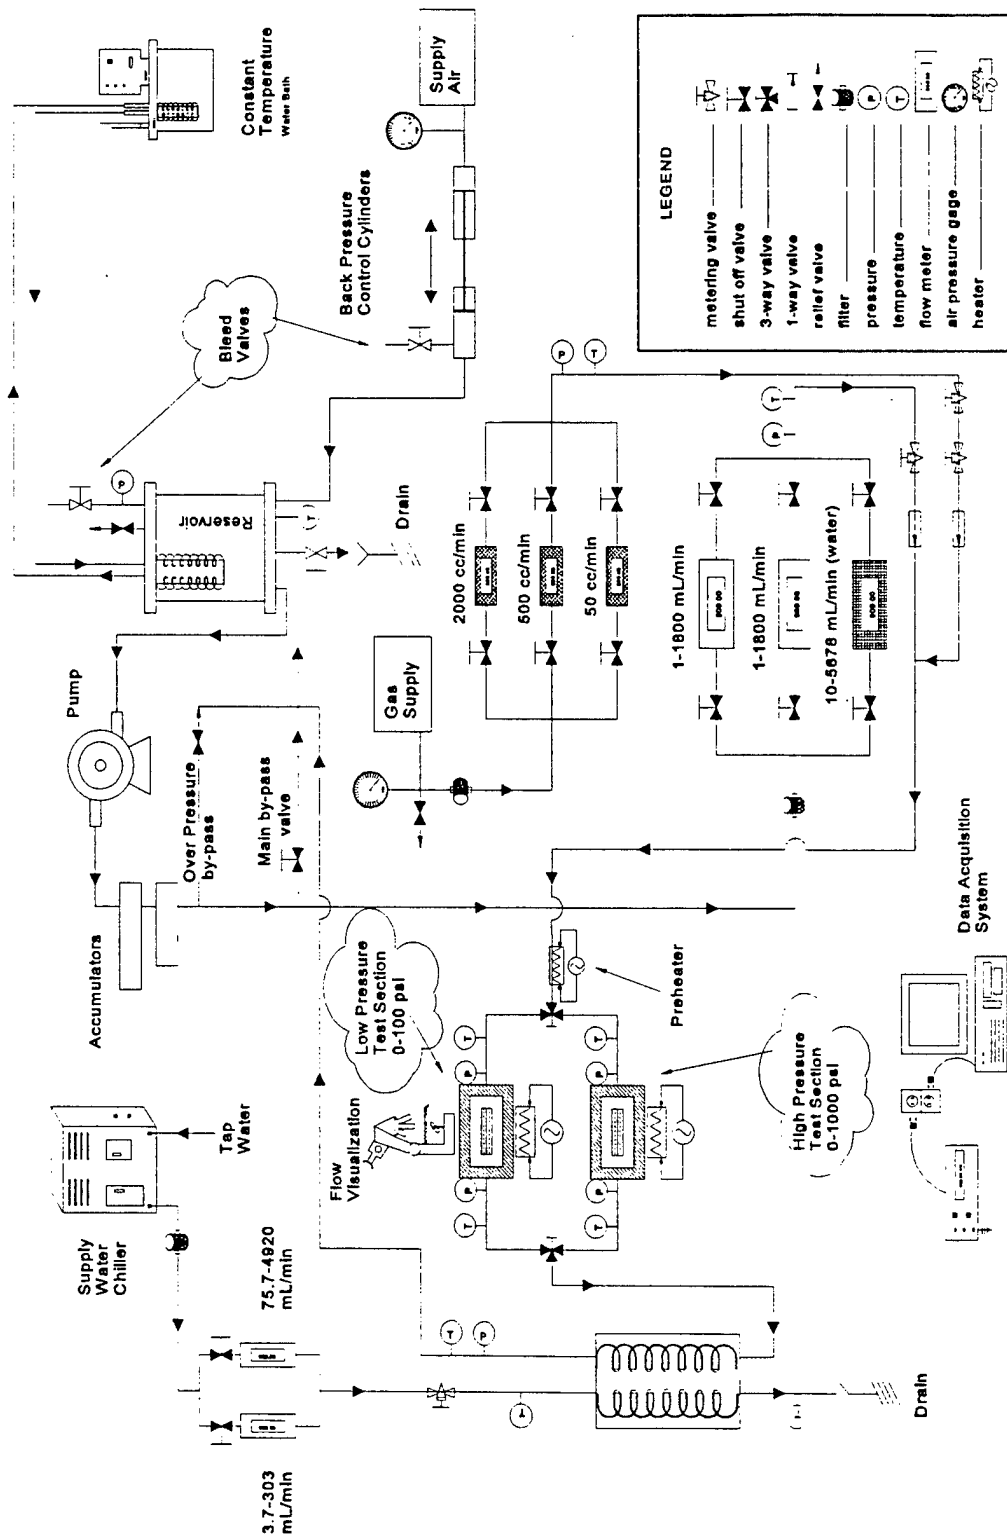 Supply
Water
Chiller
Tap
Water
3.7-303
mL/min
75.7-4920
mL/min
Accumulators
Pump
Over Pressure
by-pass
Main by-pass
valve
Reservoir
P
T
Drain
Bleed
Valves
Constant
Temperature
Water Bath
Back Pressure
Control Cylinders
Supply
Air
Gas
Supply
2000 cc/min
500 cc/min
50 cc/min
P
T
1-1800 mL/min
1-1800 mL/min
10-5678 mL/min (water)
P
T
Flow
Visualization
Low Pressure
Test Section
0-100 psi
T
P
P
T
T
P
P
T
Preheater
High Pressure
Test Section
0-1000 psi
T
P
Drain
Data Acquisition
System
LEGEND
metering valve
shut off valve
3-way valve
1-way valve
relief valve
filter
pressure
P
temperature
T
flow meter
air pressure gage
heater